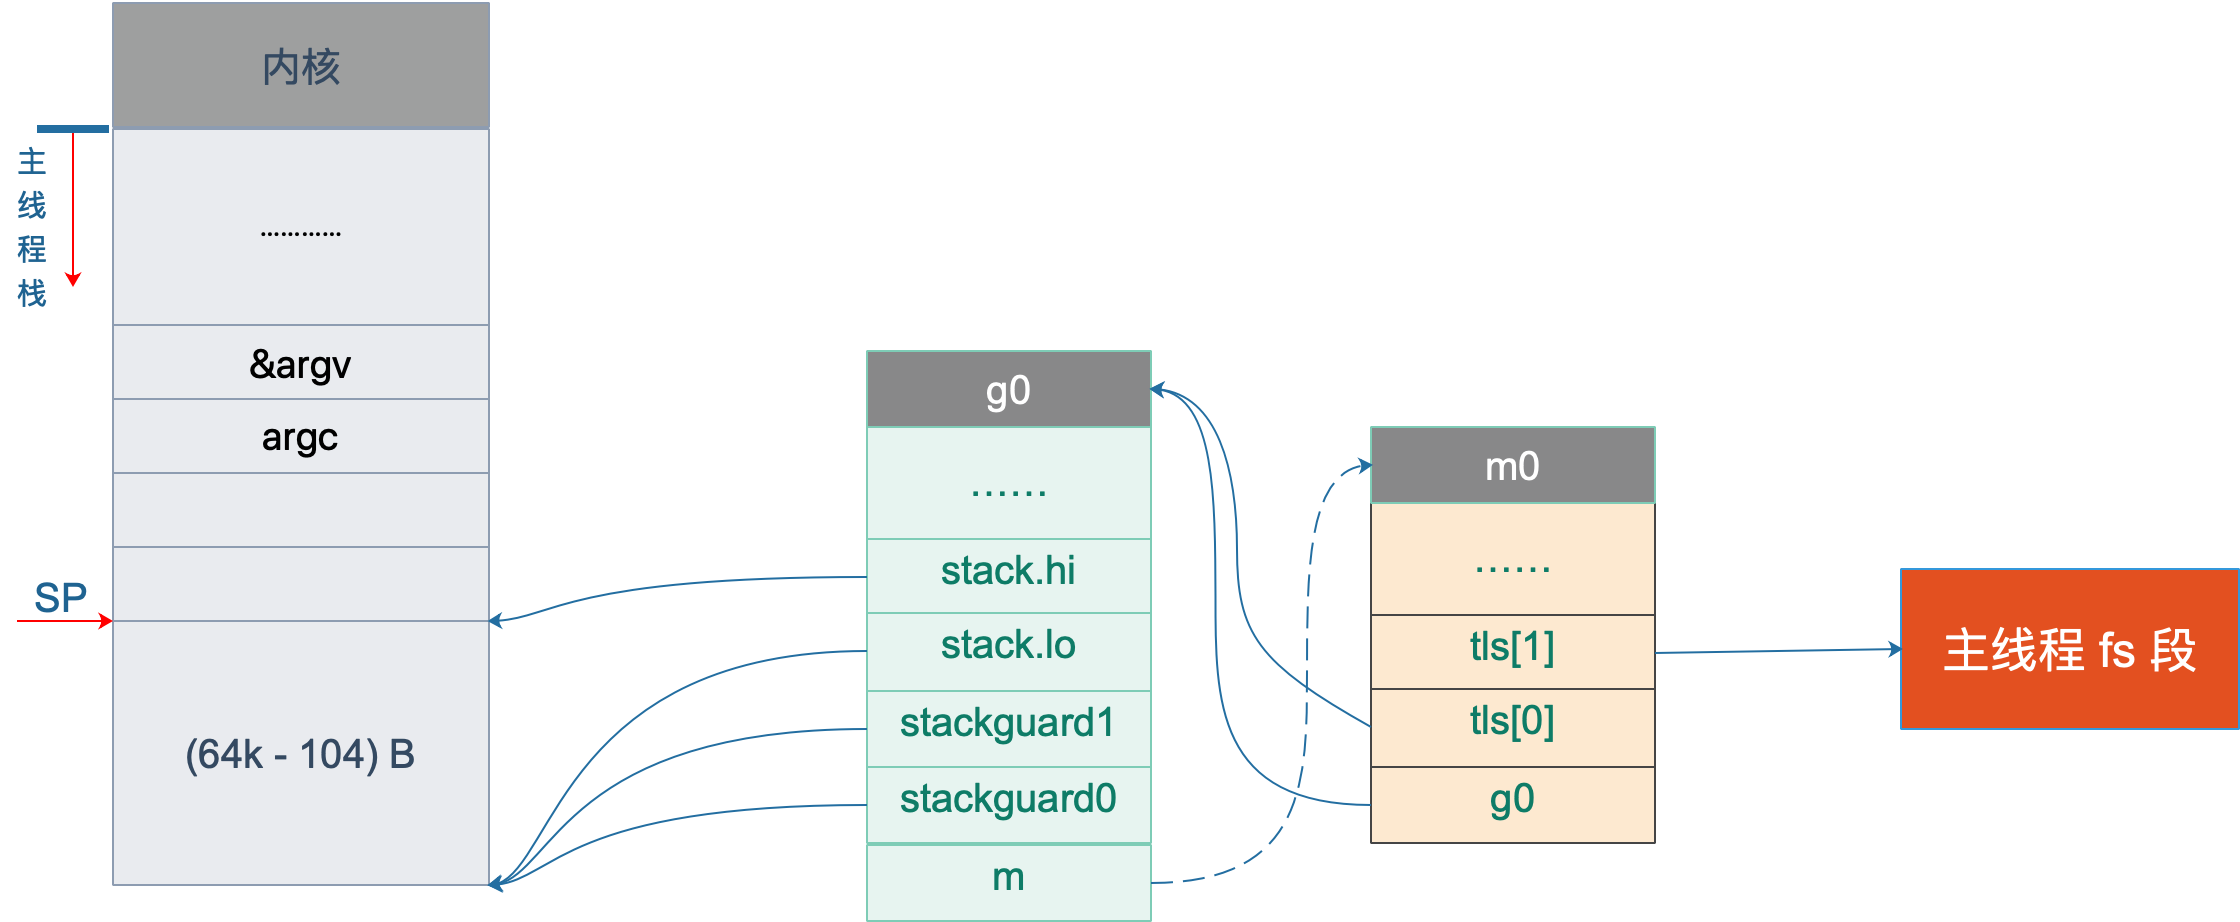 内核
主
线
程
栈
…………
&argv
argc
SP
(64k - 104) B
g0
……
stack.hi
stack.lo
stackguard1
stackguard0
m
m0
……
tls[1]
tls[0]
g0
主线程 fs 段